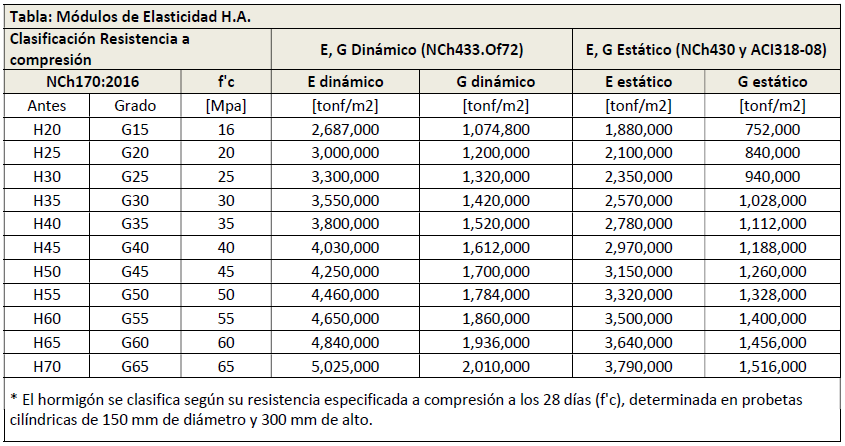 Tabla: Módulos de Elasticidad H.A.
Clasificación Resistencia a compresión E, G Dinámico (NCh433.Of72) E, G Estático (NCh430 y ACI318-08)
NCh170:2016 f'c E dinámico G dinámico E estático G estático
Antes Grado [Mpa] [tonf/m2] [tonf/m2] [tonf/m2] [tonf/m2]
H20 G15 16 2,687,000 1,074,800 1,880,000 752,000
H25 G20 20 3,000,000 1,200,000 2,100,000 840,000
H30 G25 25 3,300,000 1,320,000 2,350,000 940,000
H35 G30 30 3,550,000 1,420,000 2,570,000 1,028,000
H40 G35 35 3,800,000 1,520,000 2,780,000 1,112,000
H45 G40 40 4,030,000 1,612,000 2,970,000 1,188,000
H50 G45 45 4,250,000 1,700,000 3,150,000 1,260,000
H55 G50 50 4,460,000 1,784,000 3,320,000 1,328,000
H60 G55 55 4,650,000 1,860,000 3,500,000 1,400,000
H65 G60 60 4,840,000 1,936,000 3,640,000 1,456,000
H70 G65 65 5,025,000 2,010,000 3,790,000 1,516,000
* El hormigón se clasifica según su resistencia especificada a compresión a los 28 días (f'c), determinada en probetas
cilíndricas de 150 mm de diámetro y 300 mm de alto.